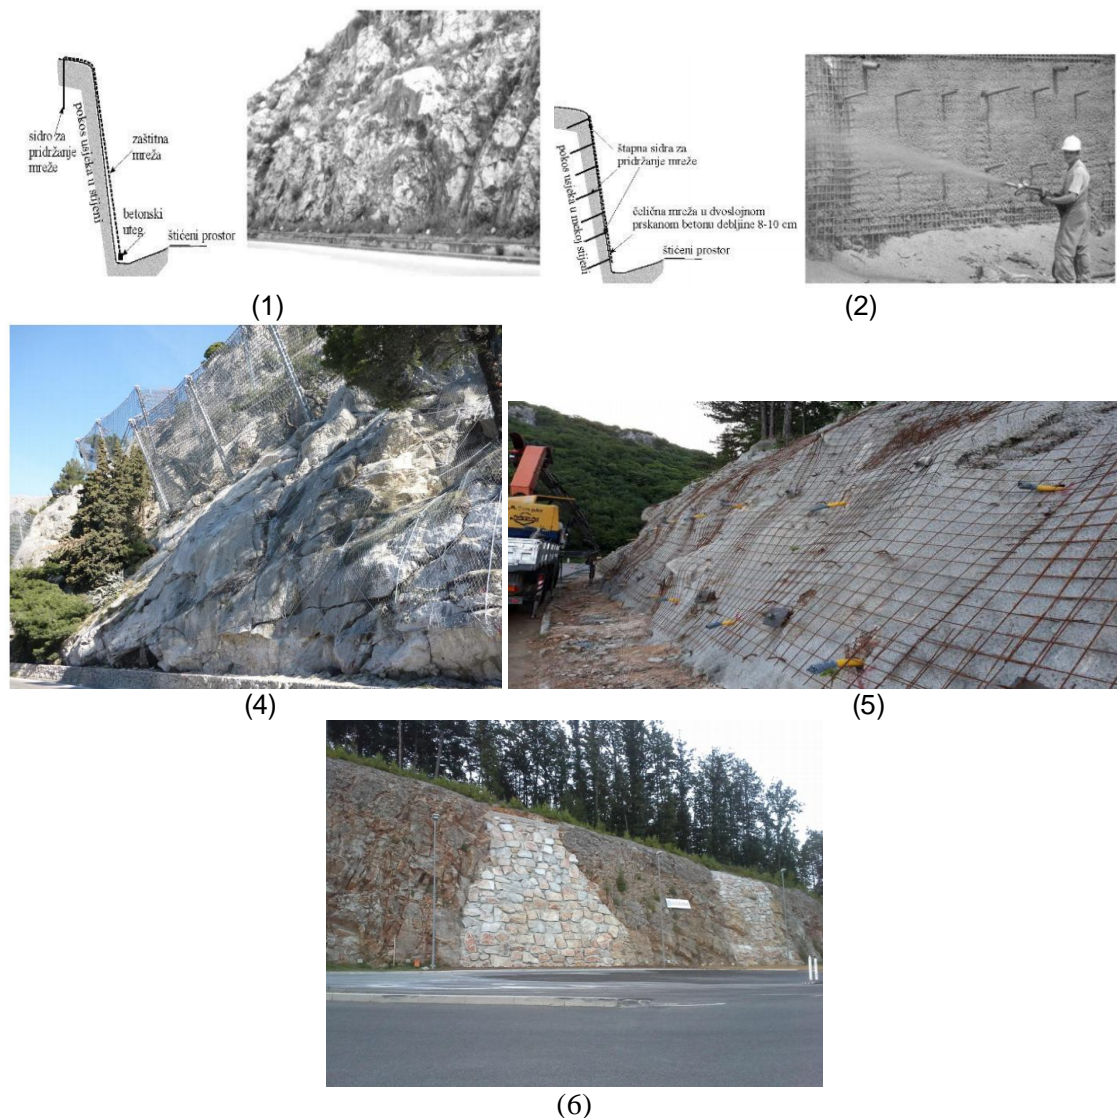 sidro za
pridržanje
mreže
pokos usjeka u stijeni
zaštitna
mreža
betonski
uteg
štićeni prostor
štapna sidra za
pridržanje mreže
pokos usjeka u mekoj stijeni
čelična mreža u dvoslojnom
prskanom betonu debljine 8-10 cm
štićeni prostor
(1)
(2)
(4)
(5)
(6)